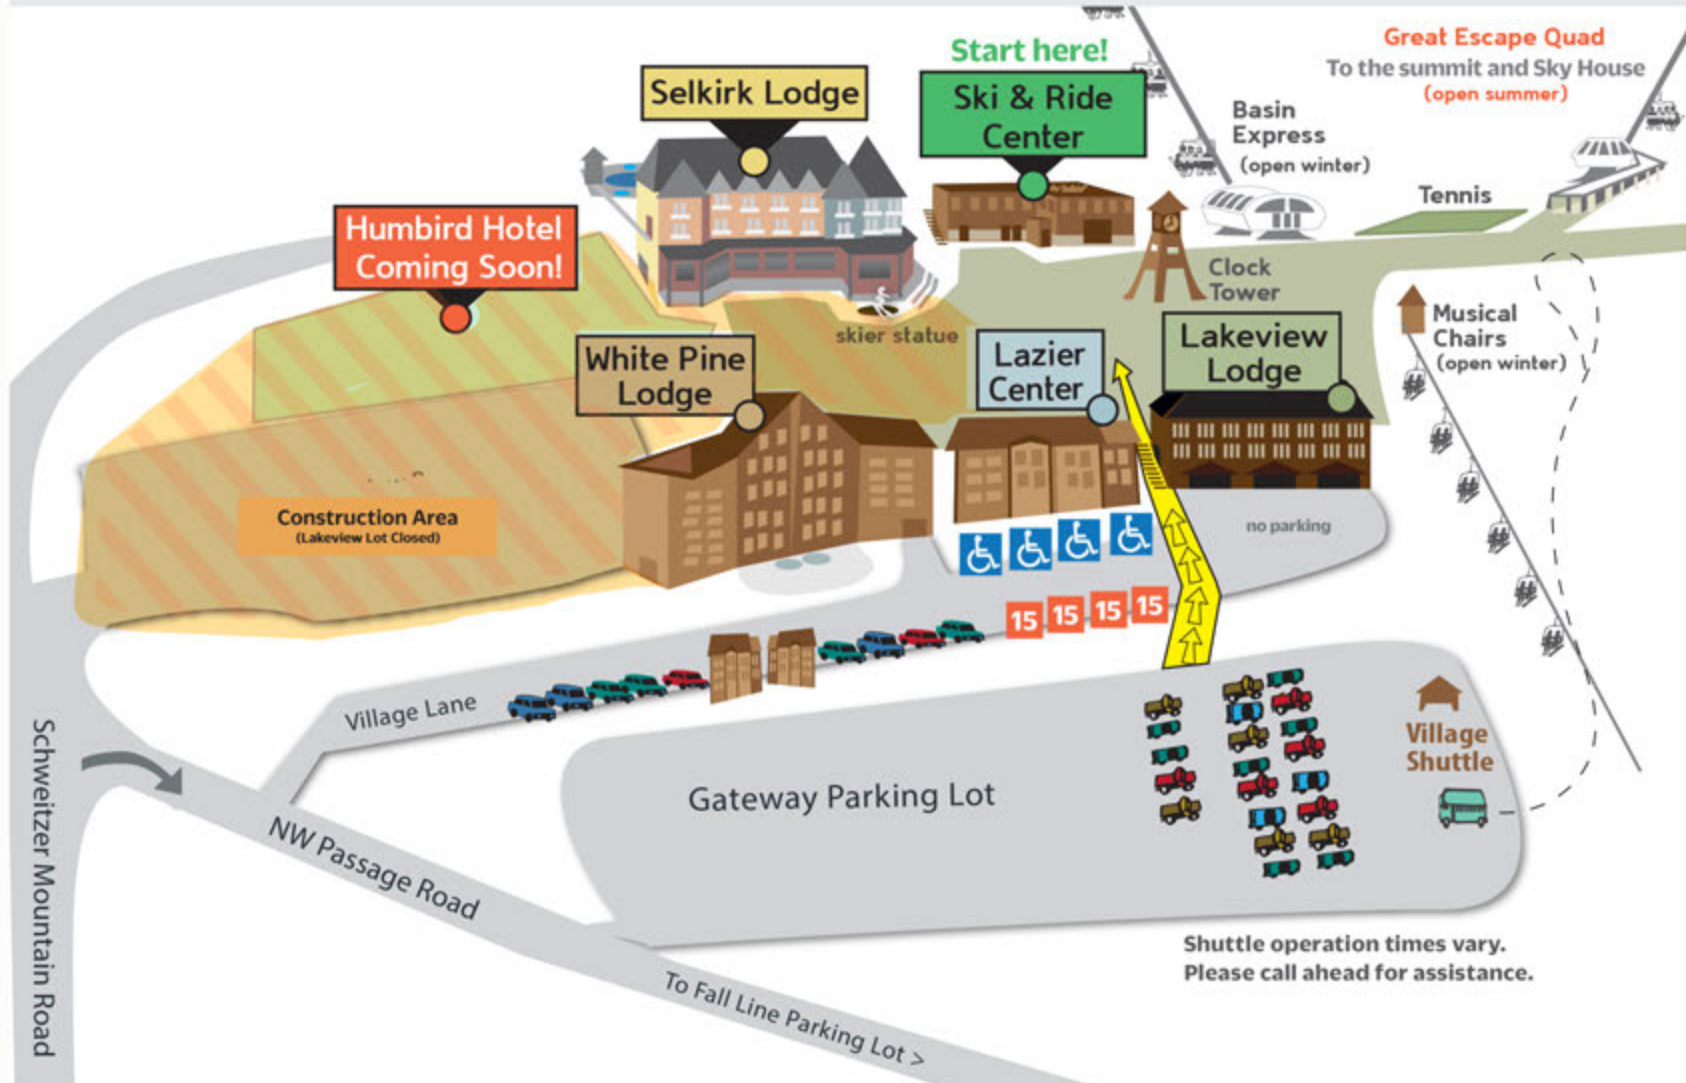 Start here!
Great Escape Quad
To the summit and Sky House
(open summer)
Selkirk Lodge
Ski & Ride
Center
Basin
Express
(open winter)
Tennis
Humbird Hotel
Coming Soon!
Clock
Tower
skier statue
Musical
Chairs
(open winter)
White Pine
Lodge
Lazier
Center
Lakeview
Lodge
Construction Area
(Lakeview Lot Closed)
no parking
15
15
15
15
Village Lane
Village
Shuttle
Gateway Parking Lot
Schweitzer Mountain Road
NW Passage Road
Shuttle operation times vary.
Please call ahead for assistance.
To Fall Line Parking Lot >